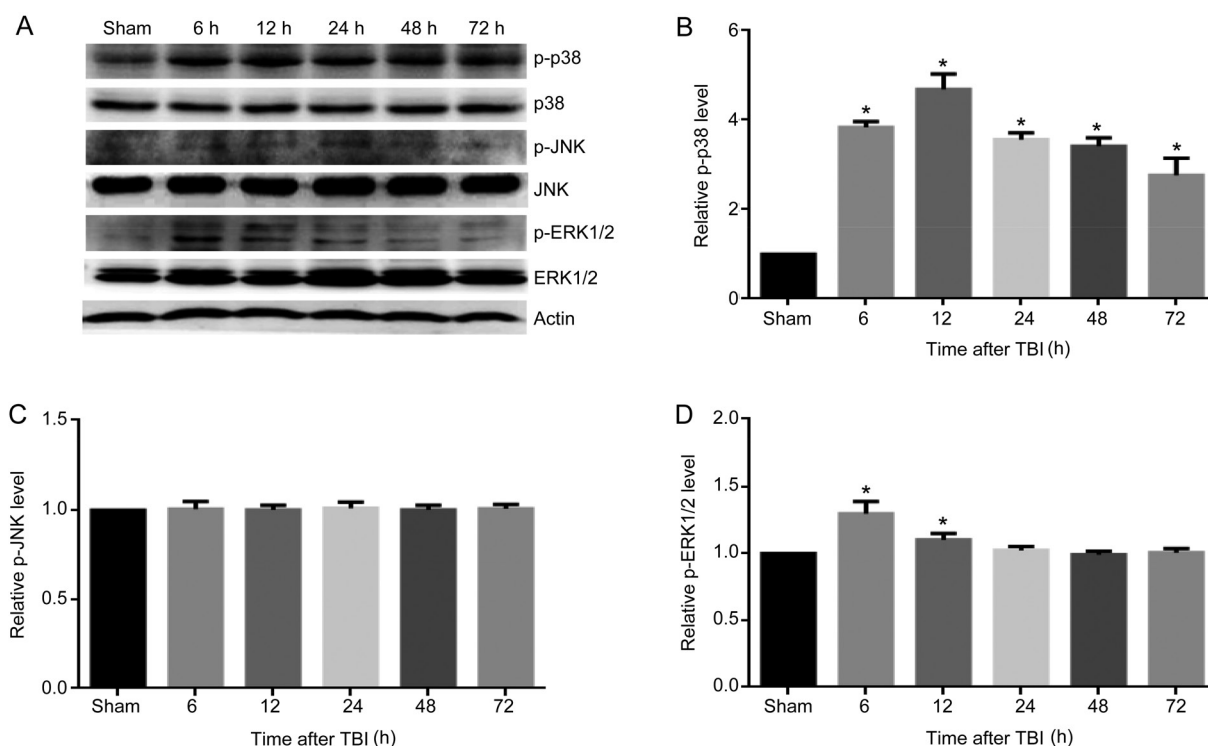 A
Sham 6 h 12 h 24 h 48 h 72 h
p-p38
p38
p-JNK
JNK
p-ERK1/2
ERK1/2
Actin
B
Relative p-p38 level
6
4
2
0
* * * * *
Sham 6 12 24 48 72
Time after TBI (h)
C
Relative p-JNK level
1.5
1.0
0.5
0.0
Sham 6 12 24 48 72
Time after TBI (h)
D
Relative p-ERK1/2 level
2.0
1.5
1.0
0.5
0.0
* *
Sham 6 12 24 48 72
Time after TBI (h)